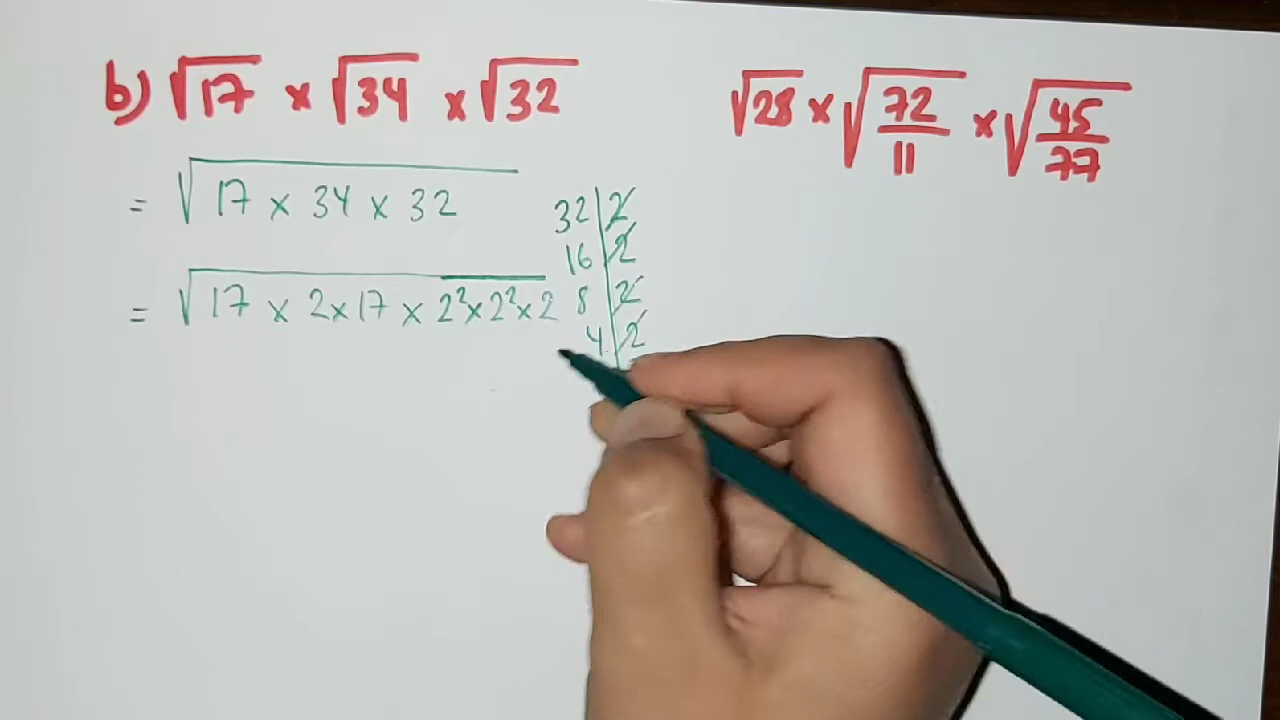 b) √17 × √34 × √32
= √17 × 34 × 32
= √17 × 2 × 17 × 2² × 2² × 2
32 | 2
16 | 2
8 | 2
4 | 2
√28 × √72/11 × √45/77